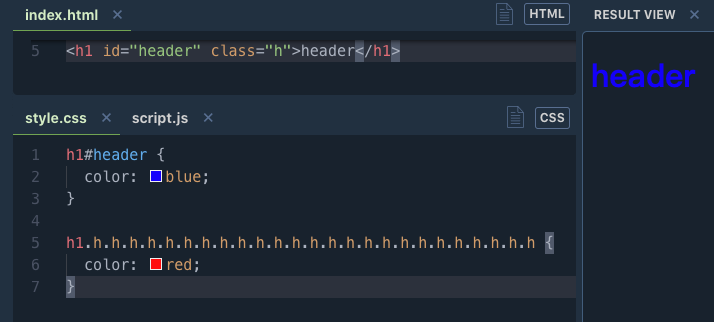 index.html × HTML
RESULT VIEW ×
5 <h1 id="header" class="h">header</h1>
header
style.css × script.js × CSS
1 h1#header {
2 color: blue;
3 }
4
5 h1.h.h.h.h.h.h.h.h.h.h.h.h.h.h.h.h.h.h.h.h.h.h.h.h.h {
6 color: red;
7 }